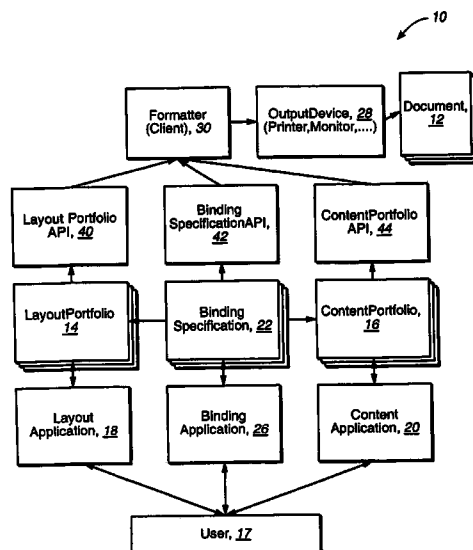 10
Formatter
(Client), 30
OutputDevice, 28
(Printer,Monitor,....)
Document,
12
Layout Portfolio
API, 40
Binding
SpecificationAPI,
42
ContentPortfolio
API, 44
LayoutPortfolio
14
Binding
Specification, 22
ContentPortfolio,
16
Layout
Application, 18
Binding
Application, 26
Content
Application, 20
User, 17